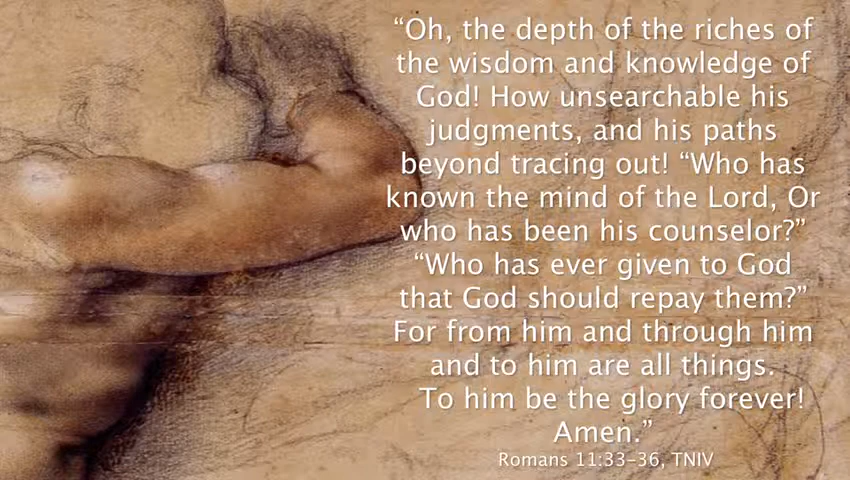 “Oh, the depth of the riches of
the wisdom and knowledge of
God! How unsearchable his
judgments, and his paths
beyond tracing out! “Who has
known the mind of the Lord, Or
who has been his counselor?”
“Who has ever given to God
that God should repay them?”
For from him and through him
and to him are all things.
To him be the glory forever!
Amen.”
Romans 11:33-36, TNIV